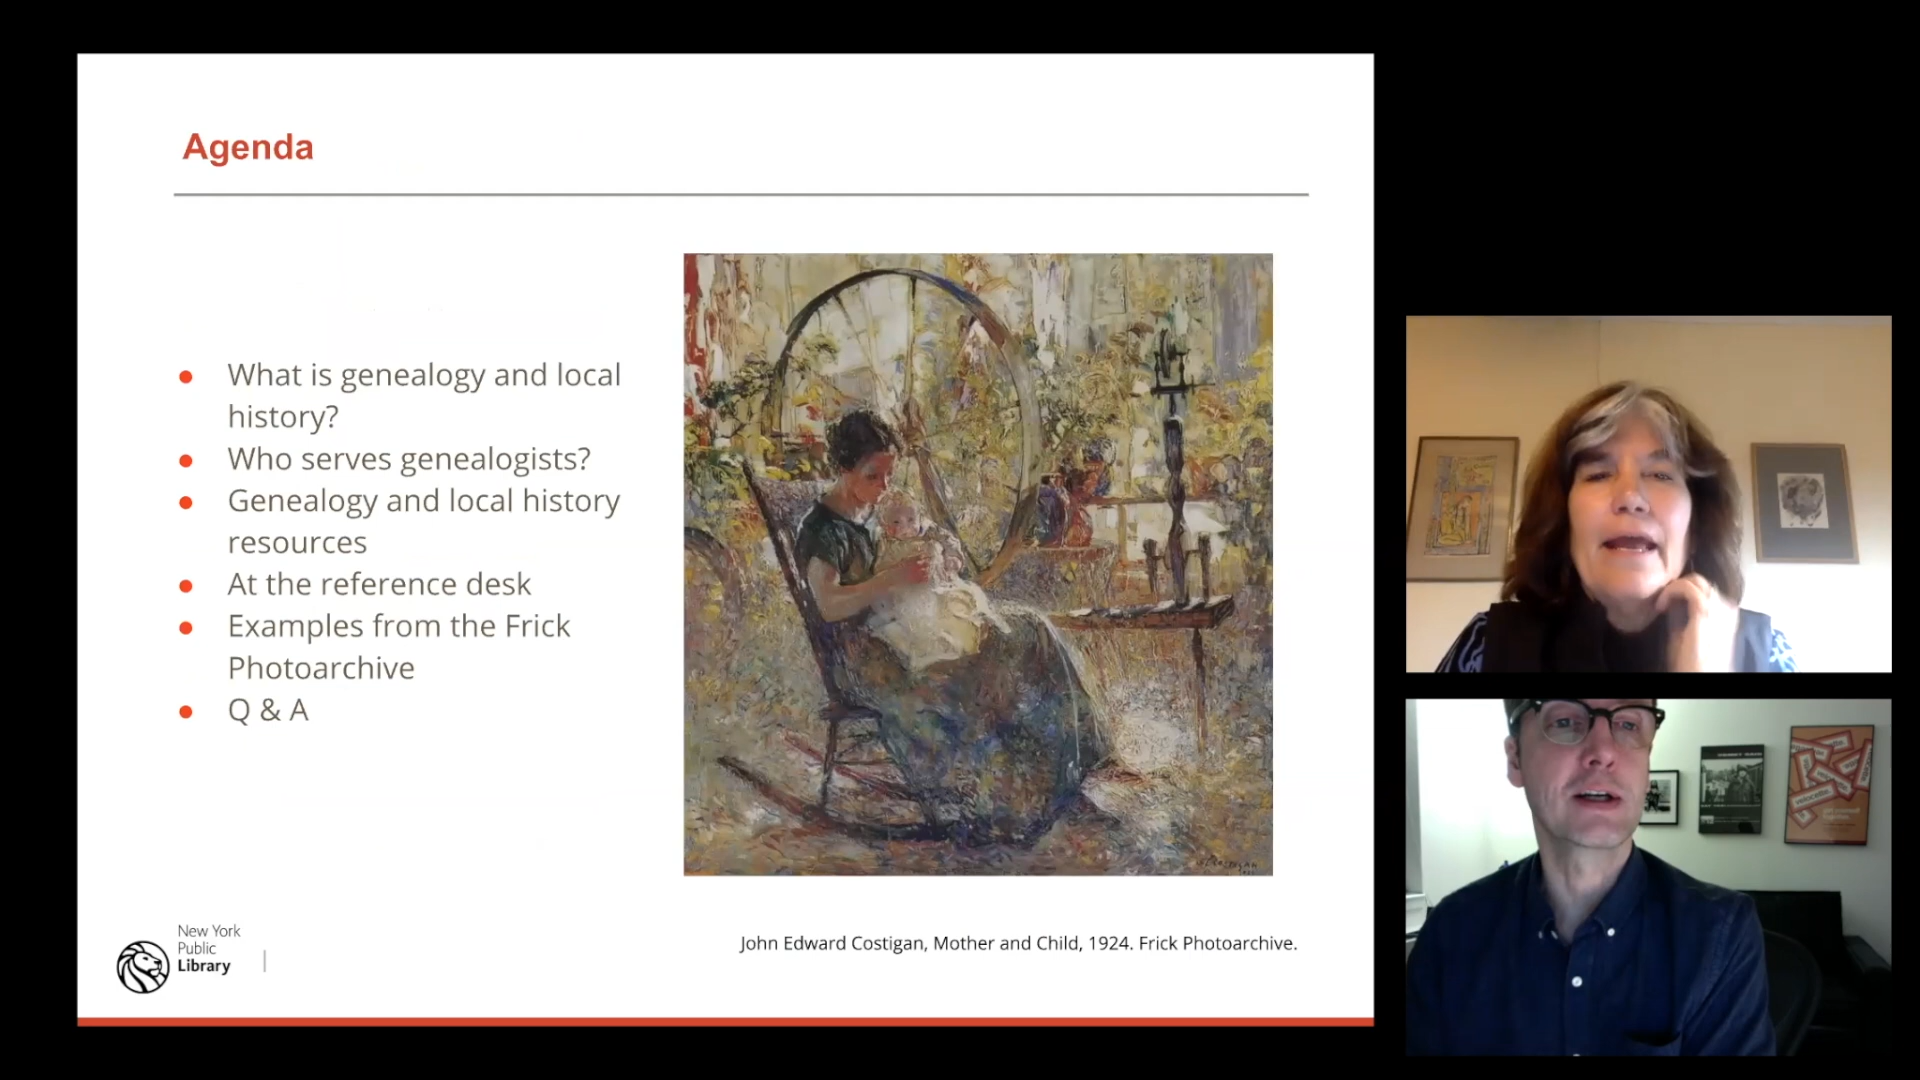 Agenda
What is genealogy and local
history?
Who serves genealogists?
Genealogy and local history
resources
At the reference desk
Examples from the Frick
Photoarchive
Q & A
New York
Public
Library
John Edward Costigan, Mother and Child, 1924. Frick Photoarchive.